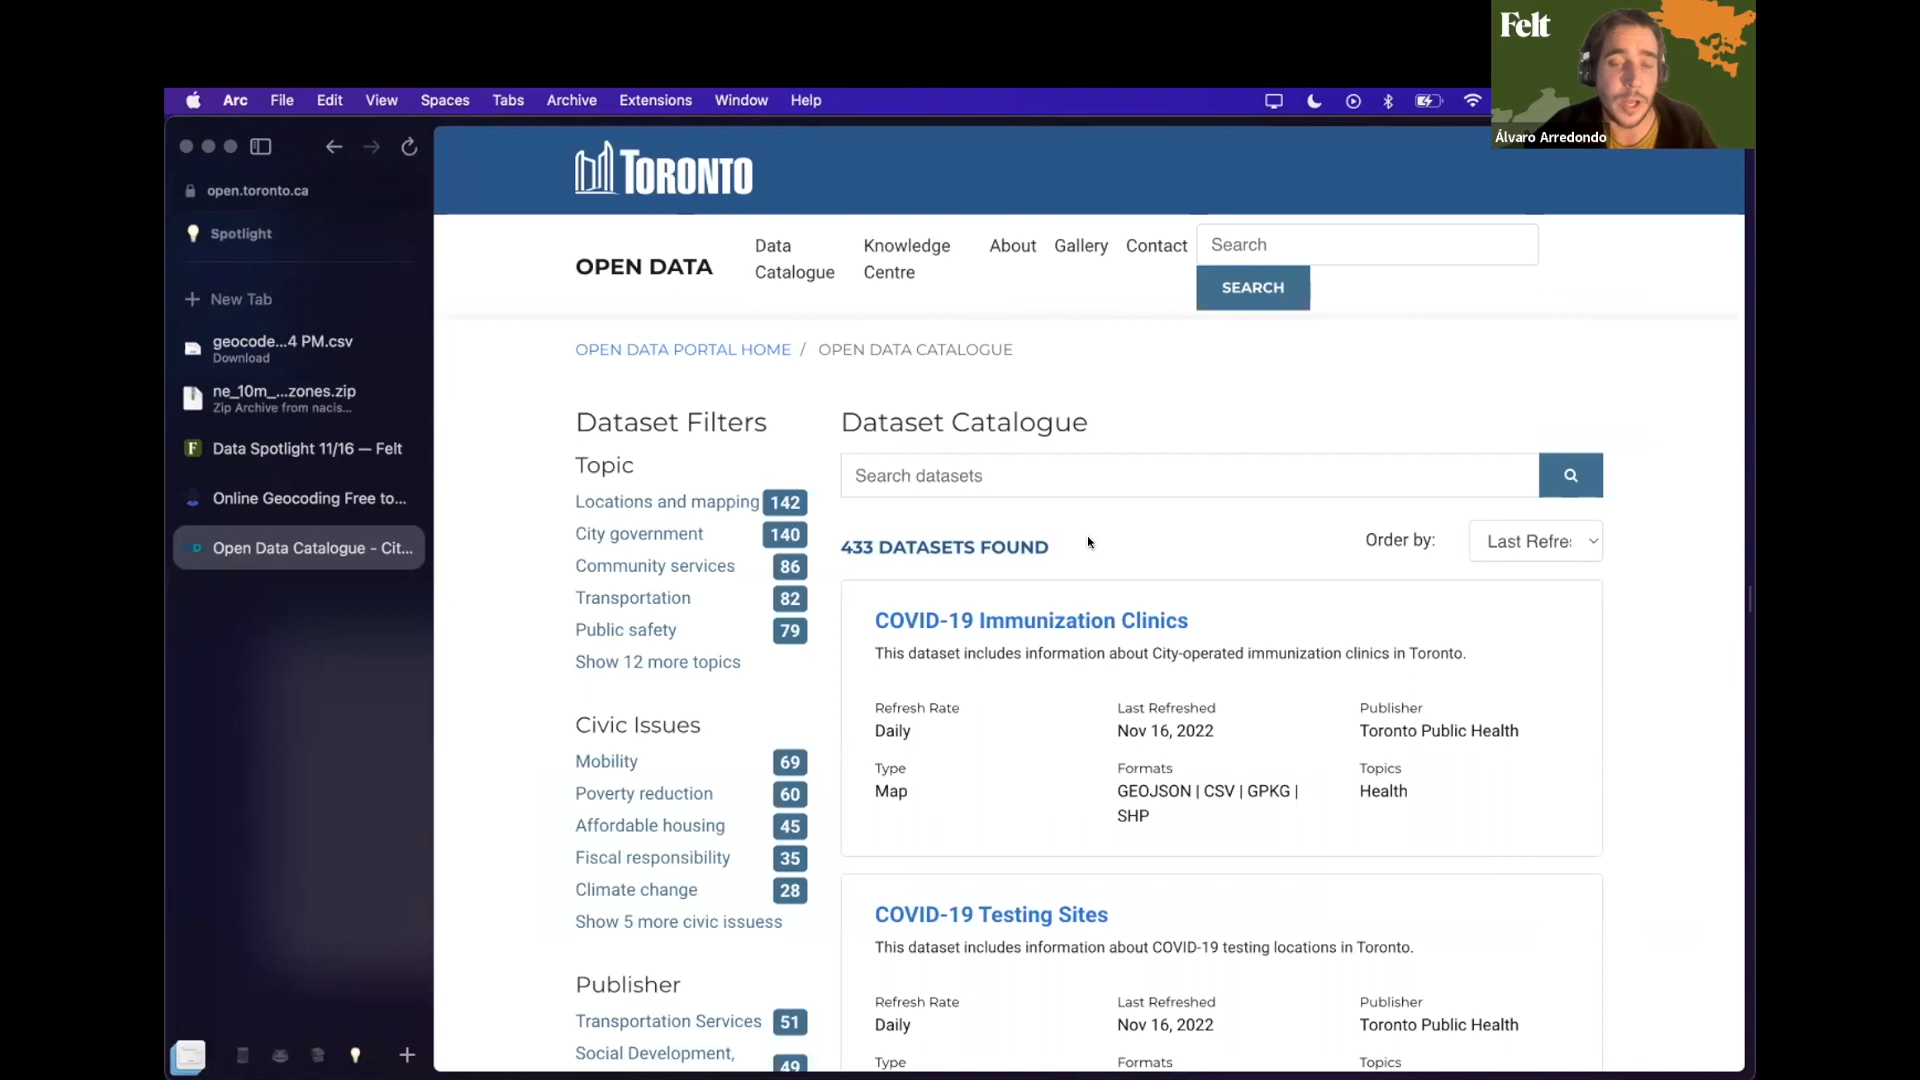 Felt
Álvaro Arredondo
Arc File Edit View Spaces Tabs Archive Extensions Window Help
open.toronto.ca
Spotlight
New Tab
geocode...4 PM.csv
Download
ne_10m_...zones.zip
Zip Archive from nacis...
F Data Spotlight 11/16 — Felt
Online Geocoding Free to...
Open Data Catalogue - Cit...
TORONTO
OPEN DATA
Data
Catalogue
Knowledge
Centre
About
Gallery
Contact
Search
SEARCH
OPEN DATA PORTAL HOME / OPEN DATA CATALOGUE
Dataset Filters
Topic
Locations and mapping 142
City government 140
Community services 86
Transportation 82
Public safety 79
Show 12 more topics
Civic Issues
Mobility 69
Poverty reduction 60
Affordable housing 45
Fiscal responsibility 35
Climate change 28
Show 5 more civic issuess
Publisher
Transportation Services 51
Social Development, 49
Dataset Catalogue
Search datasets
433 DATASETS FOUND
Order by: Last Refre
COVID-19 Immunization Clinics
This dataset includes information about City-operated immunization clinics in Toronto.
Refresh Rate
Daily
Last Refreshed
Nov 16, 2022
Publisher
Toronto Public Health
Type
Map
Formats
GEOJSON | CSV | GPKG |
SHP
Topics
Health
COVID-19 Testing Sites
This dataset includes information about COVID-19 testing locations in Toronto.
Refresh Rate
Daily
Last Refreshed
Nov 16, 2022
Publisher
Toronto Public Health
Type
Formats
Topics